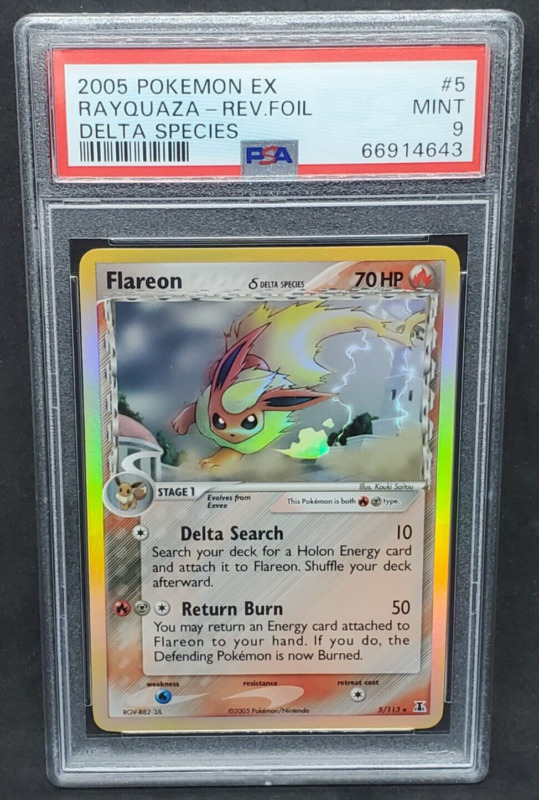 2005 POKEMON EX #5
RAYQUAZA-REV.FOIL MINT
DELTA SPECIES 9
PSA 66914643
Flareon δ DELTA SPECIES 70 HP
Illus. Kouki Saitou
STAGE 1 Evolves from
Eevee
This Pokémon is both type.
Delta Search 10
Search your deck for a Holon Energy card
and attach it to Flareon. Shuffle your deck
afterward.
Return Burn 50
You may return an Energy card attached to
Flareon to your hand. If you do, the
Defending Pokémon is now Burned.
weakness resistance retreat cost
©2005 Pokémon/Nintendo 5/113